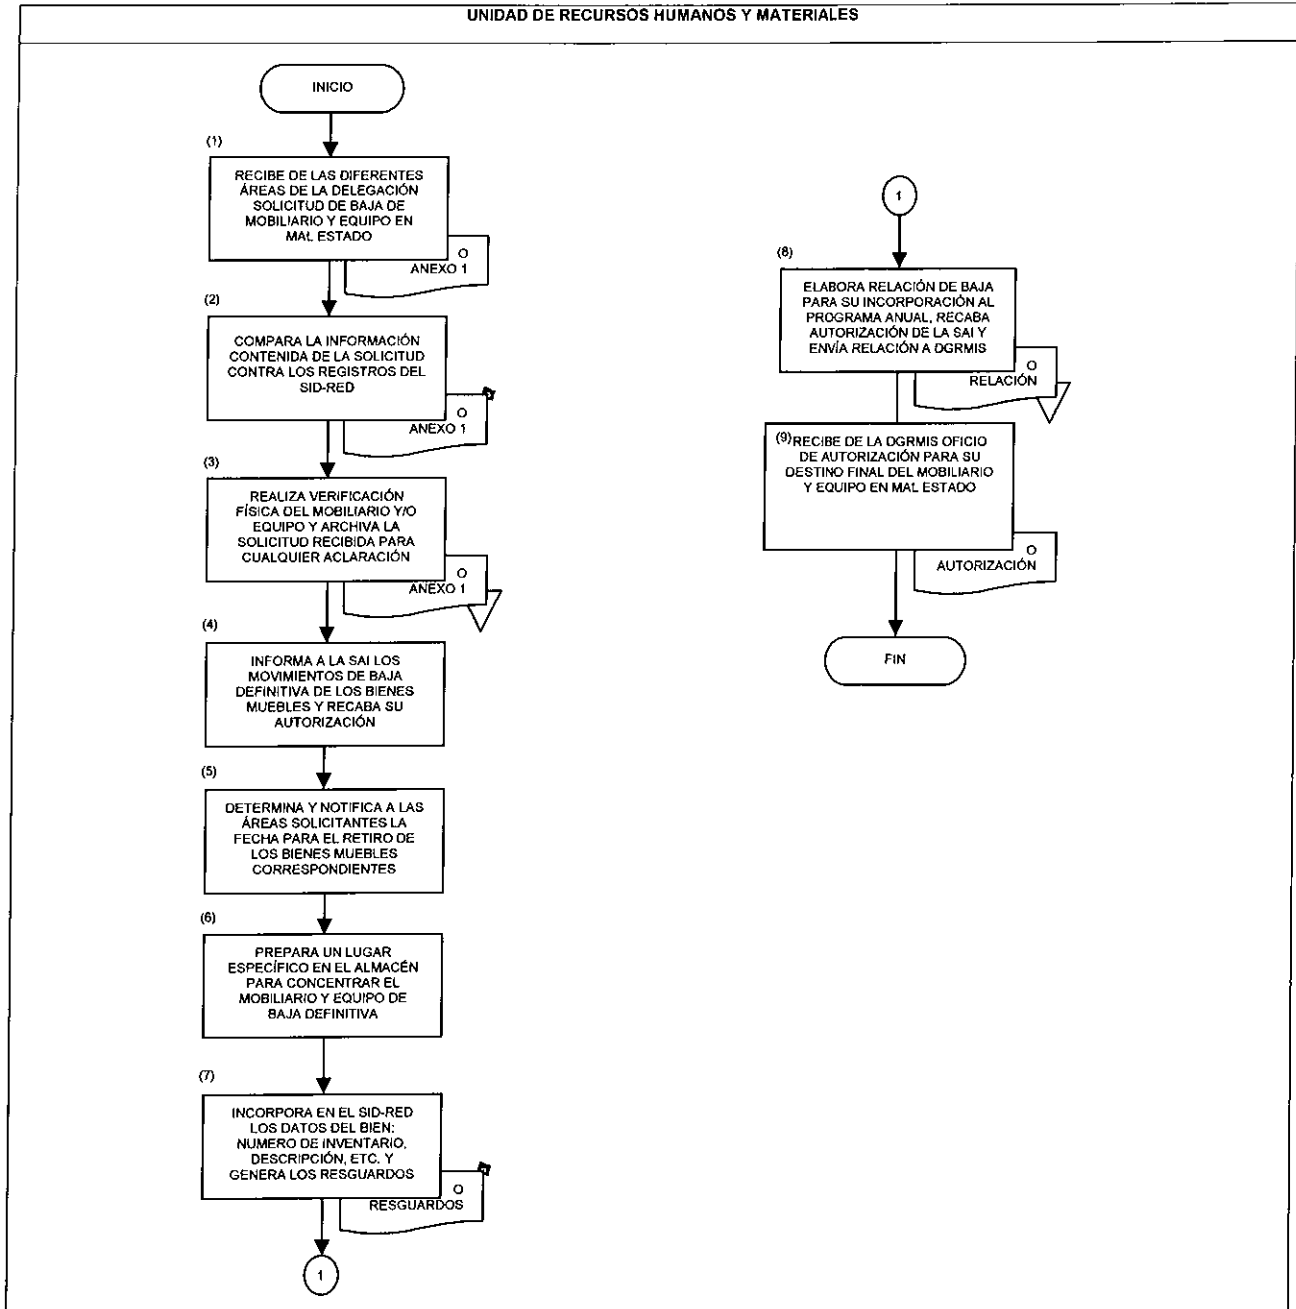 UNIDAD DE RECURSOS HUMANOS Y MATERIALES
INICIO
(1)
RECIBE DE LAS DIFERENTES
ÁREAS DE LA DELEGACIÓN
SOLICITUD DE BAJA DE
MOBILIARIO Y EQUIPO EN
MAL ESTADO
O
ANEXO 1
(2)
COMPARA LA INFORMACIÓN
CONTENIDA DE LA SOLICITUD
CONTRA LOS REGISTROS DEL
SID-RED
O
ANEXO 1
(3)
REALIZA VERIFICACIÓN
FÍSICA DEL MOBILIARIO Y/O
EQUIPO Y ARCHIVA LA
SOLICITUD RECIBIDA PARA
CUALQUIER ACLARACIÓN
O
ANEXO 1
(4)
INFORMA A LA SAI LOS
MOVIMIENTOS DE BAJA
DEFINITIVA DE LOS BIENES
MUEBLES Y RECABA SU
AUTORIZACIÓN
(5)
DETERMINA Y NOTIFICA A LAS
ÁREAS SOLICITANTES LA
FECHA PARA EL RETIRO DE
LOS BIENES MUEBLES
CORRESPONDIENTES
(6)
PREPARA UN LUGAR
ESPECÍFICO EN EL ALMACÉN
PARA CONCENTRAR EL
MOBILIARIO Y EQUIPO DE
BAJA DEFINITIVA
(7)
INCORPORA EN EL SID-RED
LOS DATOS DEL BIEN:
NUMERO DE INVENTARIO,
DESCRIPCIÓN, ETC. Y
GENERA LOS RESGUARDOS
O
RESGUARDOS
1
1
(8)
ELABORA RELACIÓN DE BAJA
PARA SU INCORPORACIÓN AL
PROGRAMA ANUAL, RECABA
AUTORIZACIÓN DE LA SAI Y
ENVÍA RELACIÓN A DGRMIS
O
RELACIÓN
(9) RECIBE DE LA DGRMIS OFICIO
DE AUTORIZACIÓN PARA SU
DESTINO FINAL DEL MOBILIARIO
Y EQUIPO EN MAL ESTADO
O
AUTORIZACIÓN
FIN